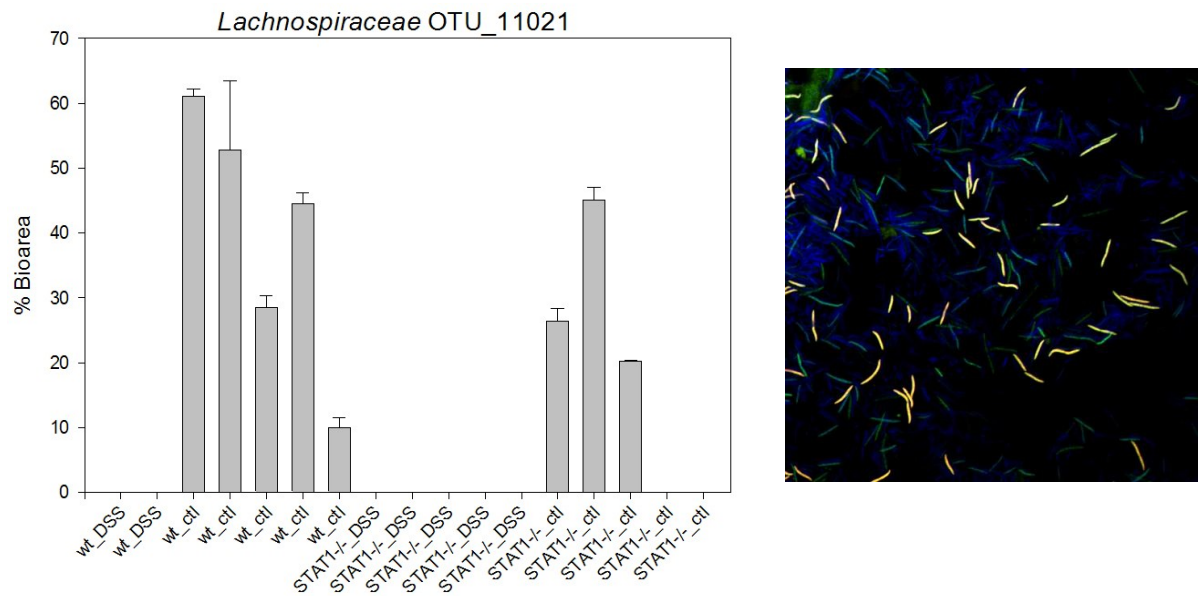 Lachnospiraceae OTU_11021
70
60
50
40
30
20
10
0
% Bioarea
wt_DSS
wt_DSS
wt_ctl
wt_ctl
wt_ctl
wt_ctl
wt_ctl
STAT1-/-_DSS
STAT1-/-_DSS
STAT1-/-_DSS
STAT1-/-_DSS
STAT1-/-_DSS
STAT1-/-_ctl
STAT1-/-_ctl
STAT1-/-_ctl
STAT1-/-_ctl
STAT1-/-_ctl